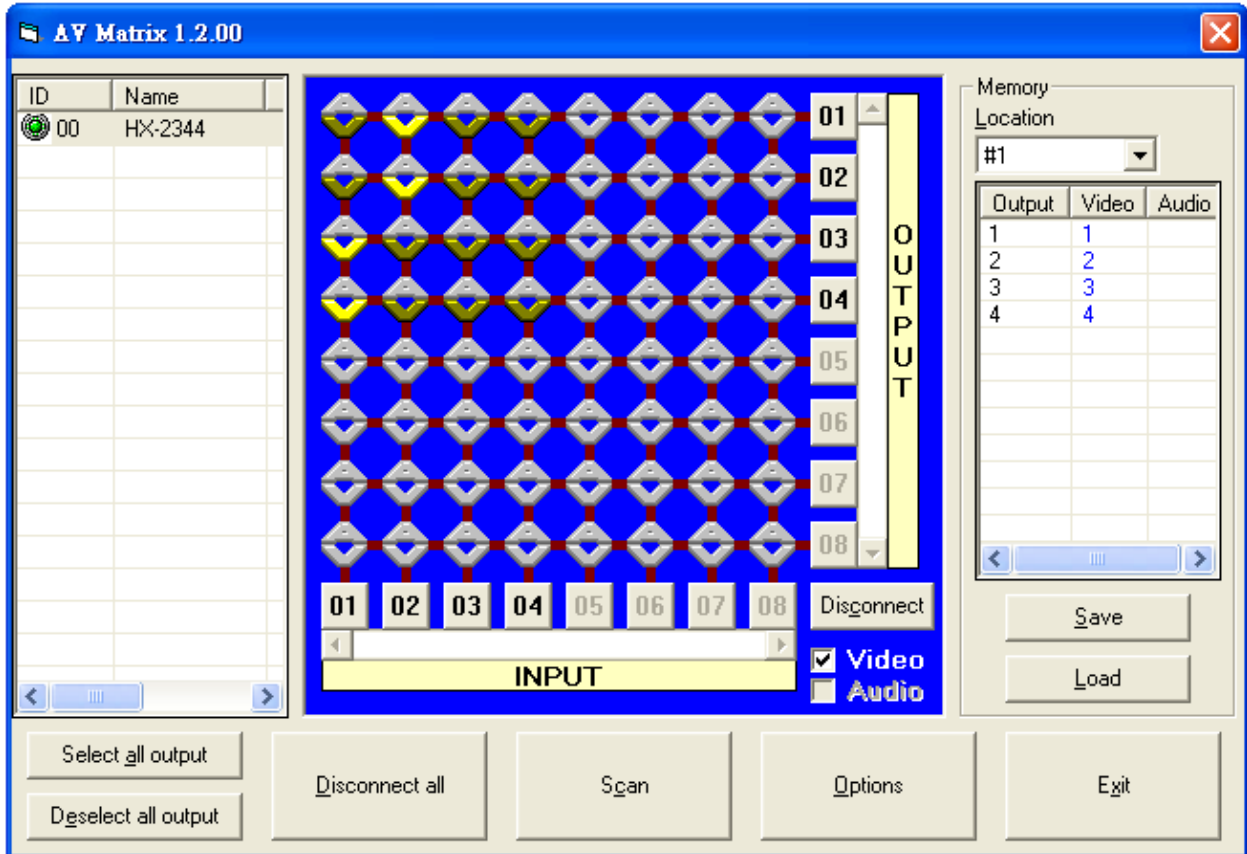 AV Matrix 1.2.00
ID Name
00 HX-2344
01
02
03
04
05
06
07
08
OUTPUT
01 02 03 04 05 06 07 08
INPUT
Disconnect
Video
Audio
Memory
Location
#1
Output Video Audio
1 1
2 2
3 3
4 4
Save
Load
Select all output
Deselect all output
Disconnect all
Scan
Options
Exit